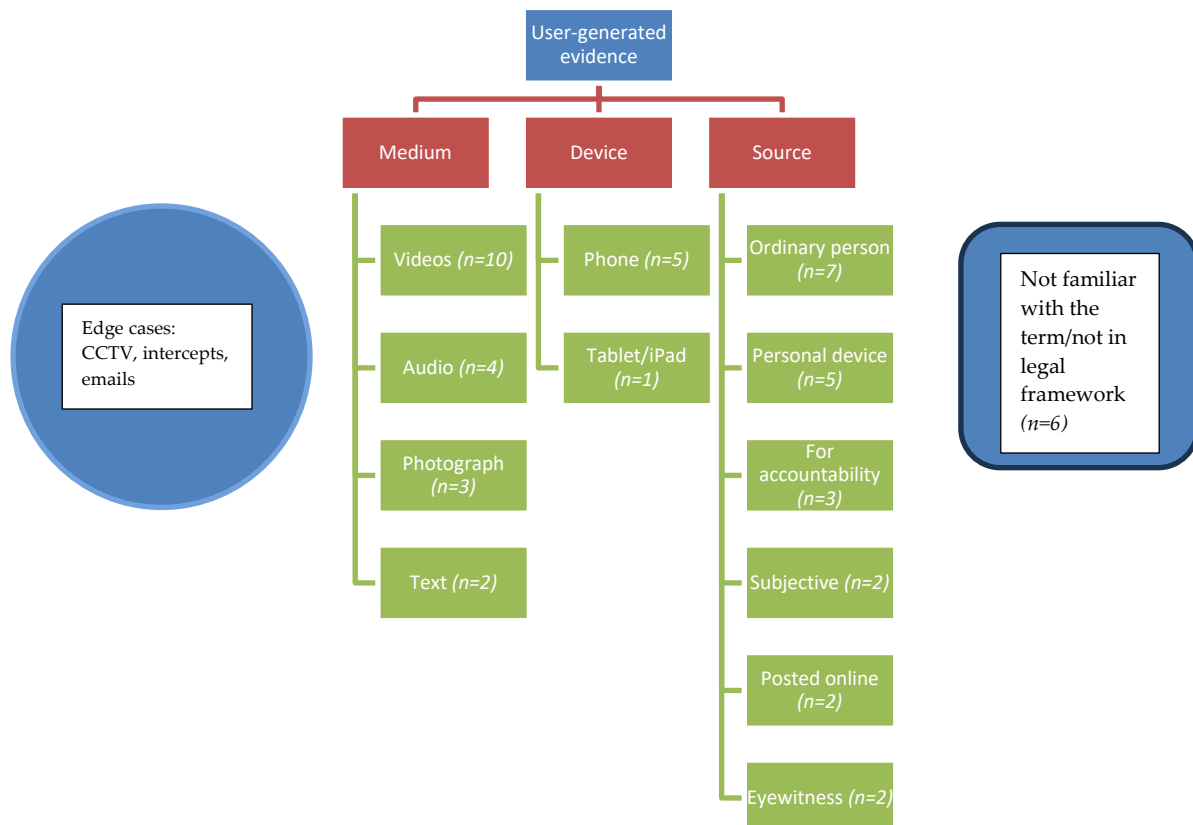 User-generated
evidence
Medium
Device
Source
Videos (n=10)
Phone (n=5)
Ordinary person
(n=7)
Edge cases:
CCTV, intercepts,
emails
Not familiar
with the
term/not in
legal
framework
(n=6)
Audio (n=4)
Tablet/iPad
(n=1)
Personal device
(n=5)
Photograph
(n=3)
For
accountability
(n=3)
Text (n=2)
Subjective (n=2)
Posted online
(n=2)
Eyewitness (n=2)